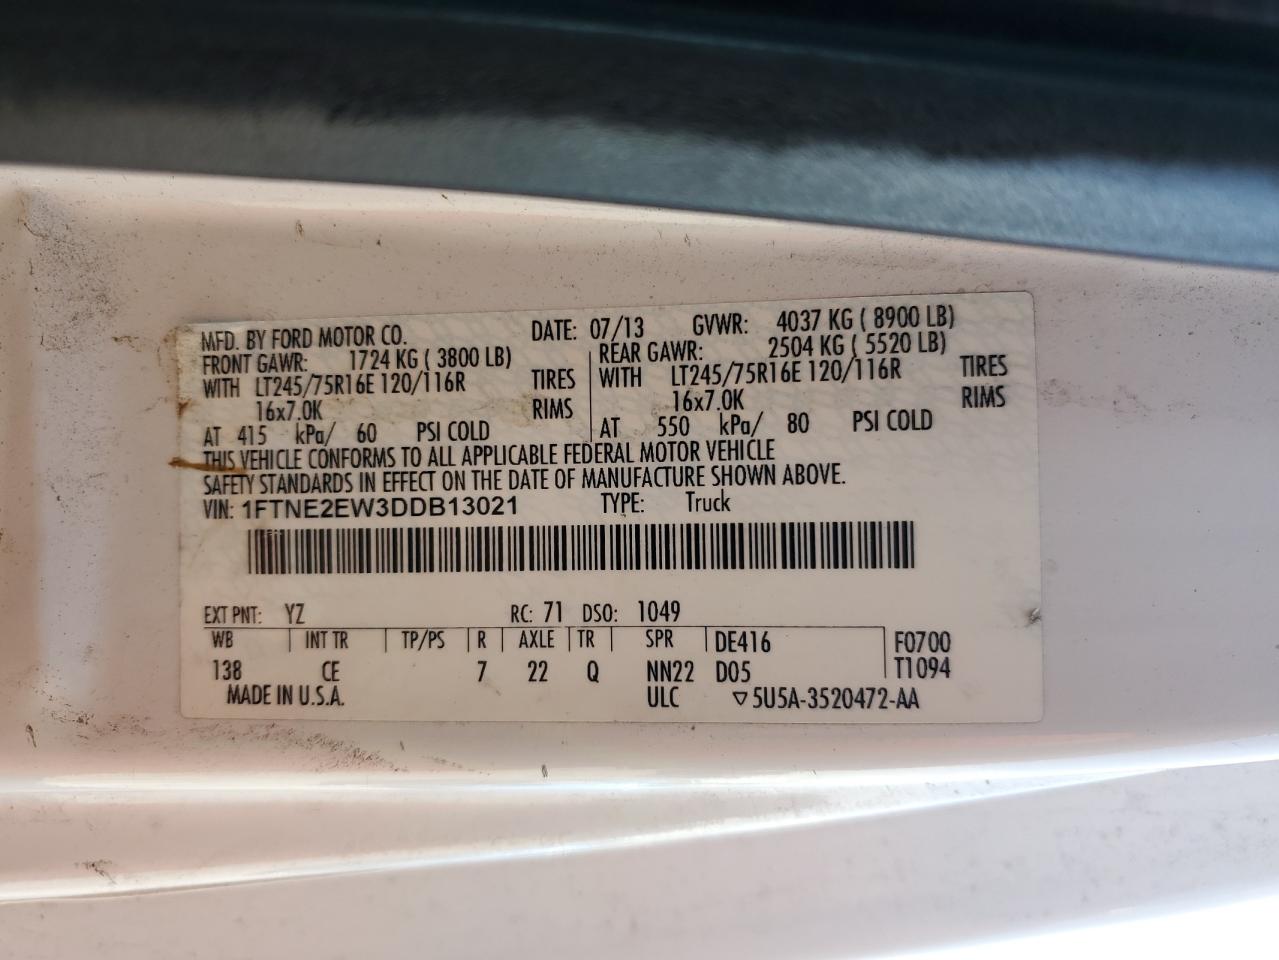 MFD. BY FORD MOTOR CO. DATE: 07/13 GVWR: 4037 KG ( 8900 LB)
FRONT GAWR: 1724 KG ( 3800 LB) REAR GAWR: 2504 KG ( 5520 LB)
WITH LT245/75R16E 120/116R TIRES WITH LT245/75R16E 120/116R TIRES
16x7.0K RIMS 16x7.0K RIMS
AT 415 kPa/ 60 PSI COLD AT 550 kPa/ 80 PSI COLD
THIS VEHICLE CONFORMS TO ALL APPLICABLE FEDERAL MOTOR VEHICLE
SAFETY STANDARDS IN EFFECT ON THE DATE OF MANUFACTURE SHOWN ABOVE.
VIN: 1FTNE2EW3DDB13021 TYPE: Truck
EXT PNT: YZ RC: 71 DSO: 1049
WB INT TR TP/PS R AXLE TR SPR DE416 F0700
138 CE 7 22 Q NN22 D05 T1094
MADE IN U.S.A. ULC ▽5U5A-3520472-AA